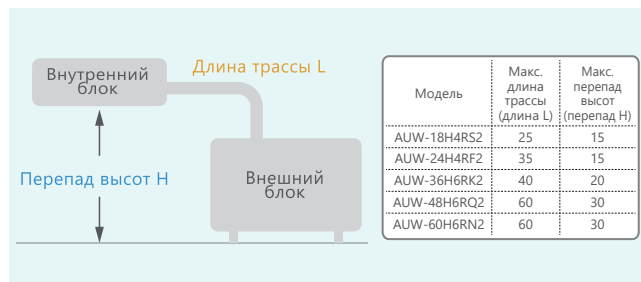 Внутренний
блок
Длина трассы L
Перепад высот H
Внешний
блок
Модель
Макс.
длина
трассы
(длина L)
Макс.
перепад
высот
(перепад H)
AUW-18H4RS2 25 15
AUW-24H4RF2 35 15
AUW-36H6RK2 40 20
AUW-48H6RQ2 60 30
AUW-60H6RN2 60 30